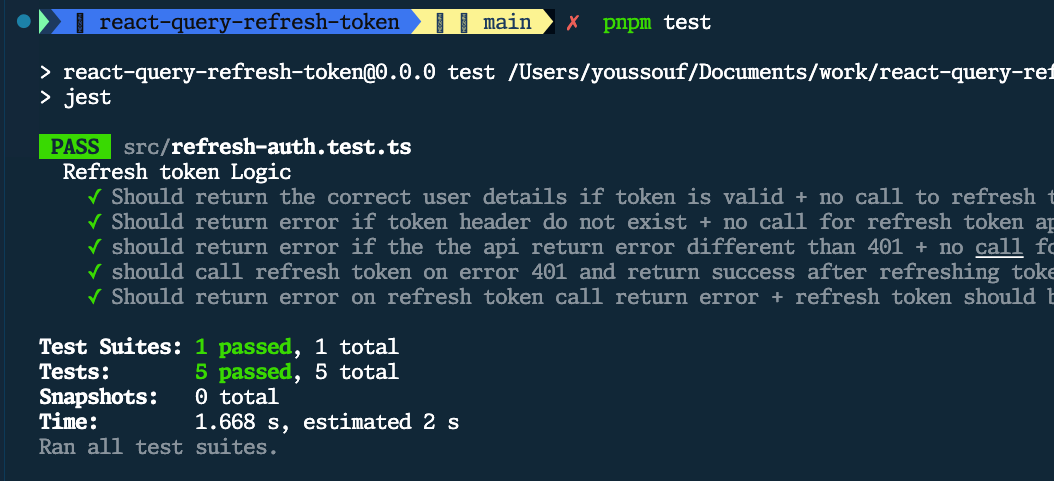 react-query-refresh-token main ✗ pnpm test
> react-query-refresh-token@0.0.0 test /Users/youssouf/Documents/work/react-query-ref
> jest
PASS src/refresh-auth.test.ts
Refresh token Logic
✓ Should return the correct user details if token is valid + no call to refresh t
✓ Should return error if token header do not exist + no call for refresh token ap
✓ should return error if the the api return error different than 401 + no call fo
✓ should call refresh token on error 401 and return success after refreshing toke
✓ Should return error on refresh token call return error + refresh token should b
Test Suites: 1 passed, 1 total
Tests: 5 passed, 5 total
Snapshots: 0 total
Time: 1.668 s, estimated 2 s
Ran all test suites.